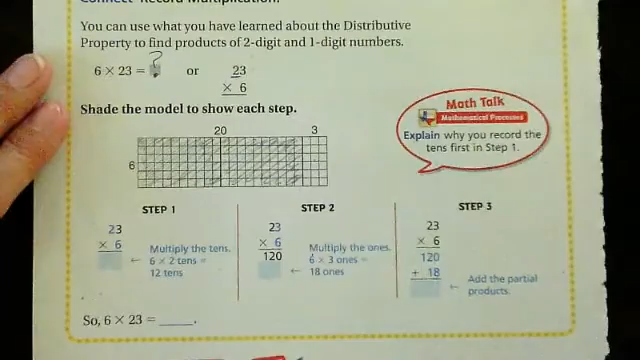 Connect Record Multiplication.
You can use what you have learned about the Distributive
Property to find products of 2-digit and 1-digit numbers.
6 × 23 = ? or 23
× 6
Shade the model to show each step.
20 3
6
Math Talk
Mathematical Processes
Explain why you record the
tens first in Step 1.
STEP 1
23
× 6
← Multiply the tens.
6 × 2 tens =
12 tens
STEP 2
23
× 6
120
← Multiply the ones.
6 × 3 ones =
18 ones
STEP 3
23
× 6
120
+ 18
← Add the partial
products.
So, 6 × 23 = _____.